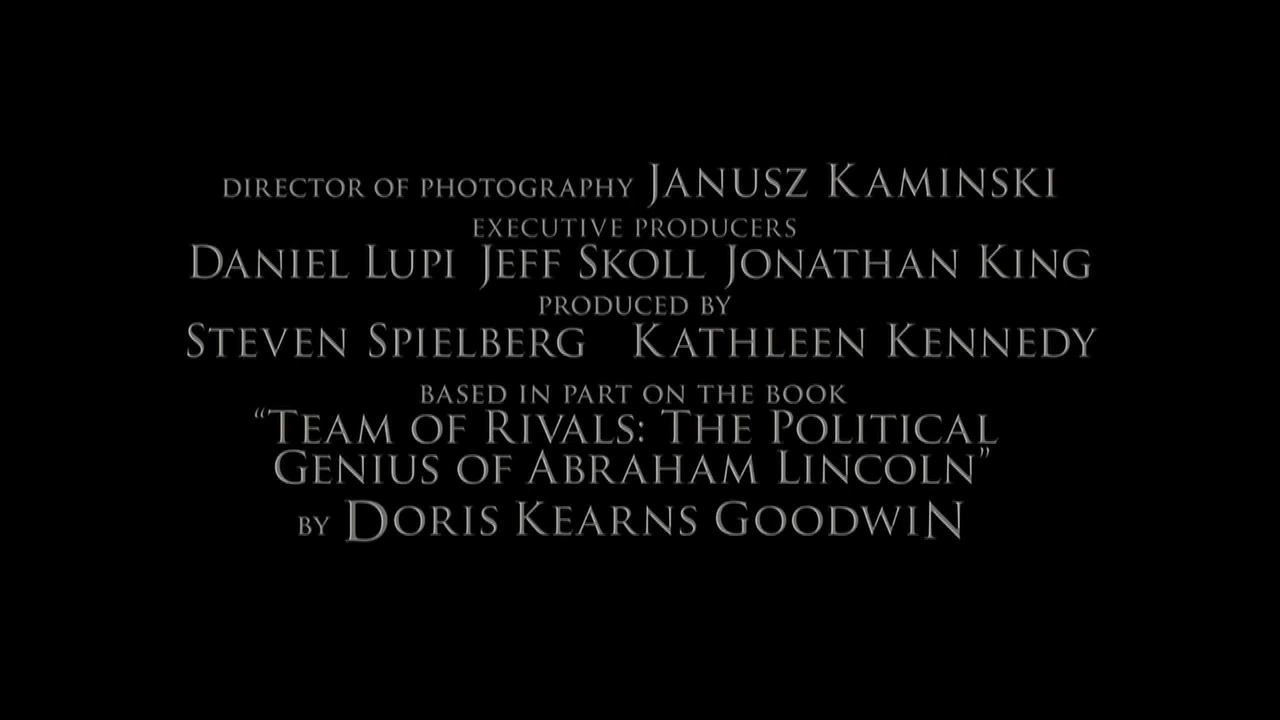 DIRECTOR OF PHOTOGRAPHY JANUSZ KAMINSKI
EXECUTIVE PRODUCERS
DANIEL LUPI JEFF SKOLL JONATHAN KING
PRODUCED BY
STEVEN SPIELBERG KATHLEEN KENNEDY
BASED IN PART ON THE BOOK
“TEAM OF RIVALS: THE POLITICAL
GENIUS OF ABRAHAM LINCOLN”
BY DORIS KEARNS GOODWIN